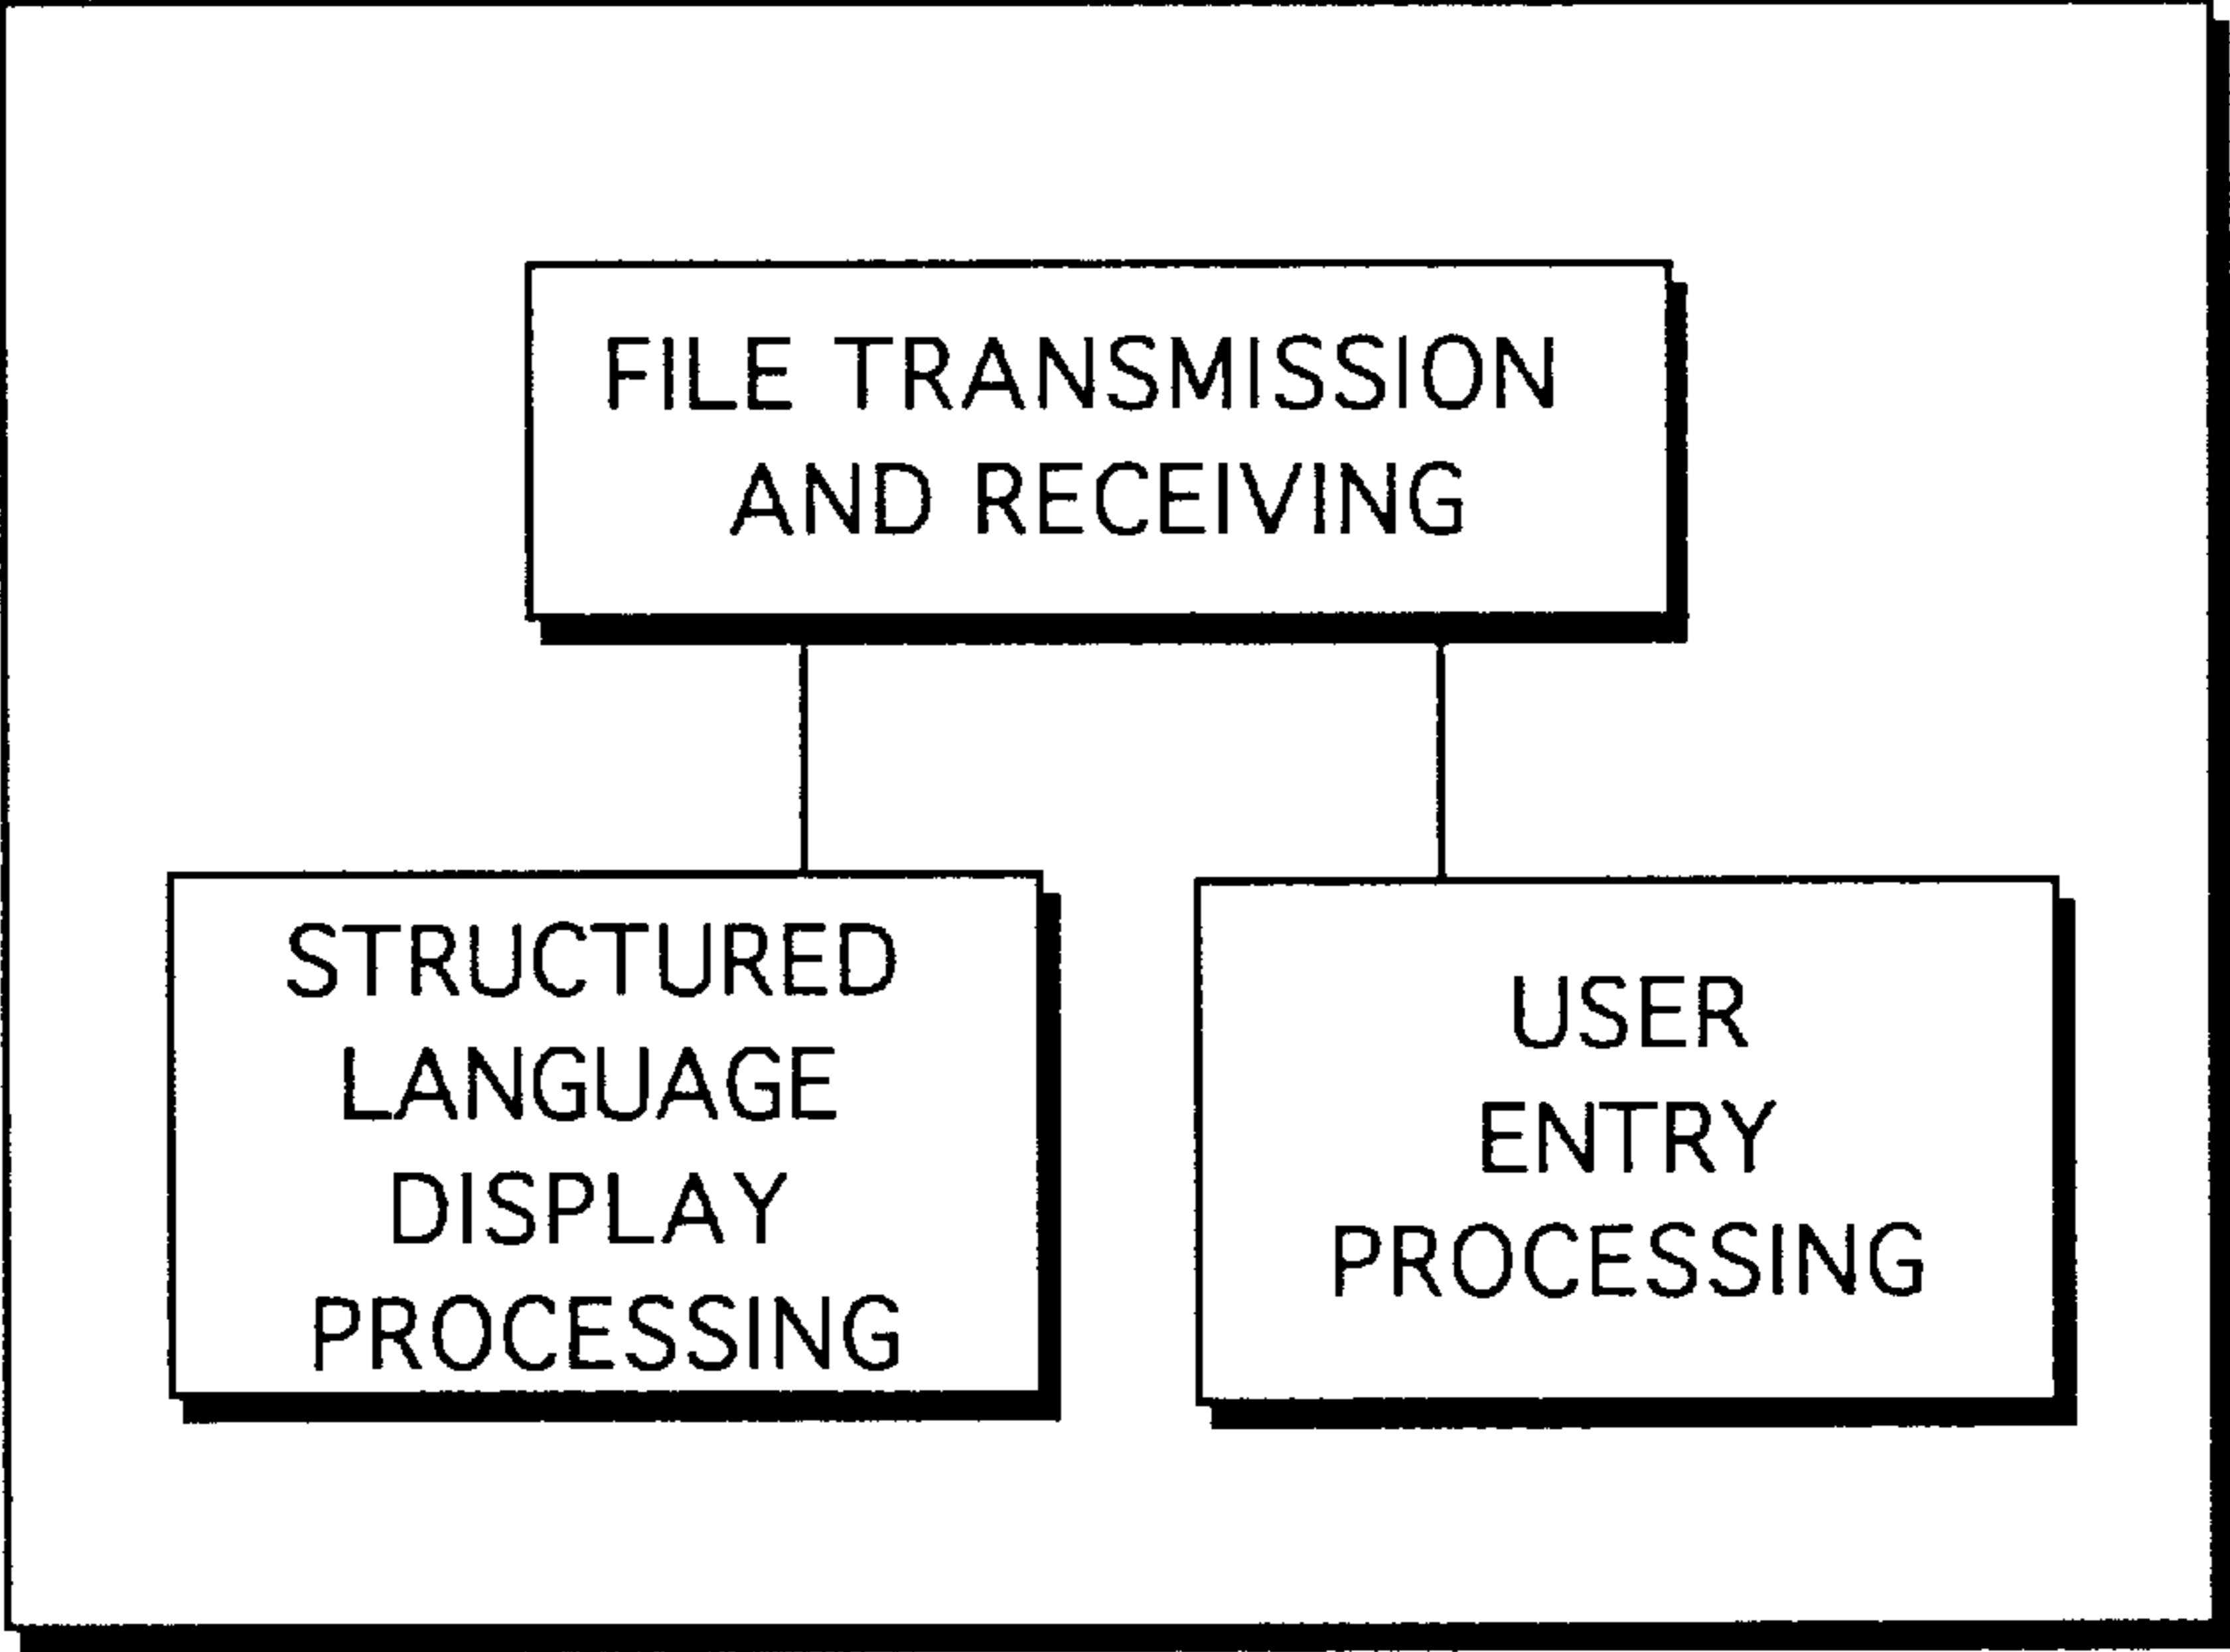 FILE TRANSMISSION
AND RECEIVING
STRUCTURED
LANGUAGE
DISPLAY
PROCESSING
USER
ENTRY
PROCESSING